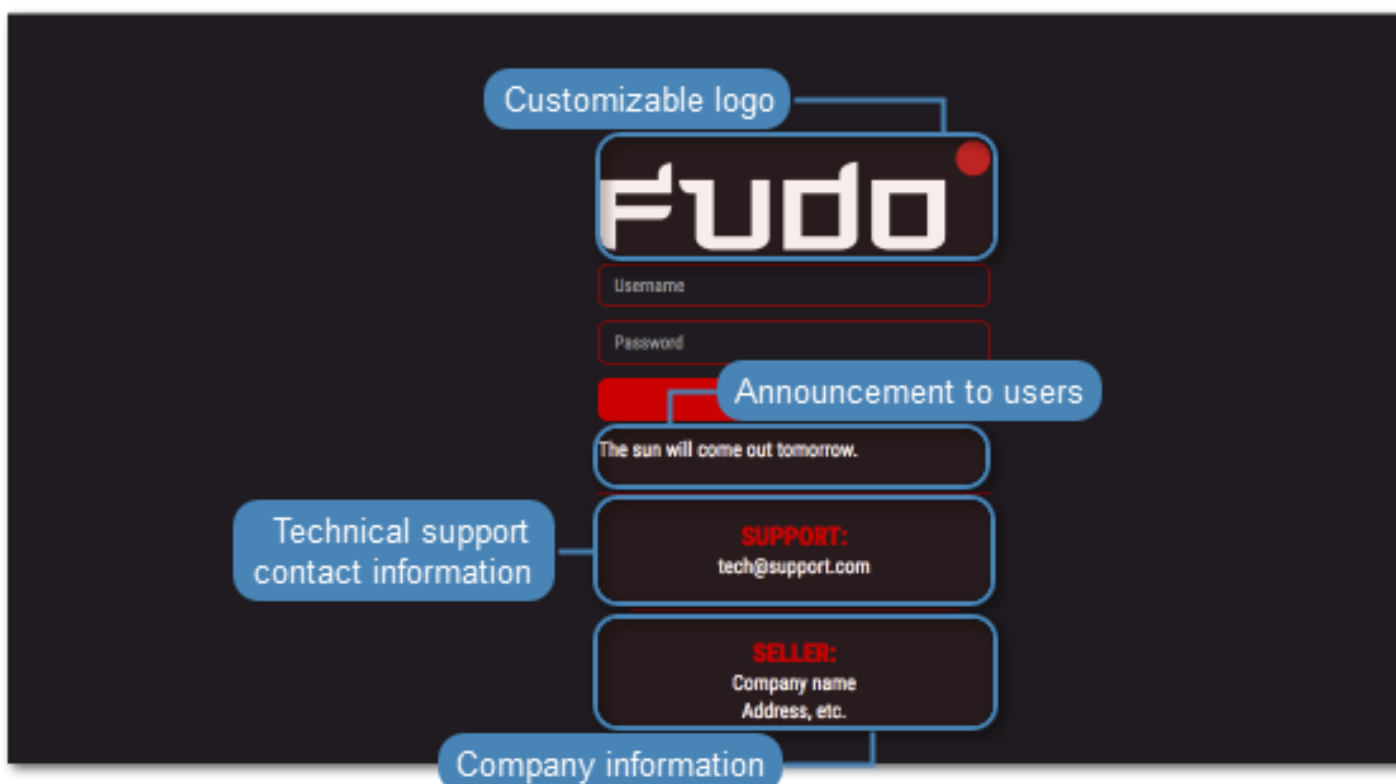 Customizable logo
Fudo
Username
Password
Announcement to users
The sun will come out tomorrow.
Technical support
contact information
SUPPORT:
tech@support.com
SELLER:
Company name
Address, etc.
Company information